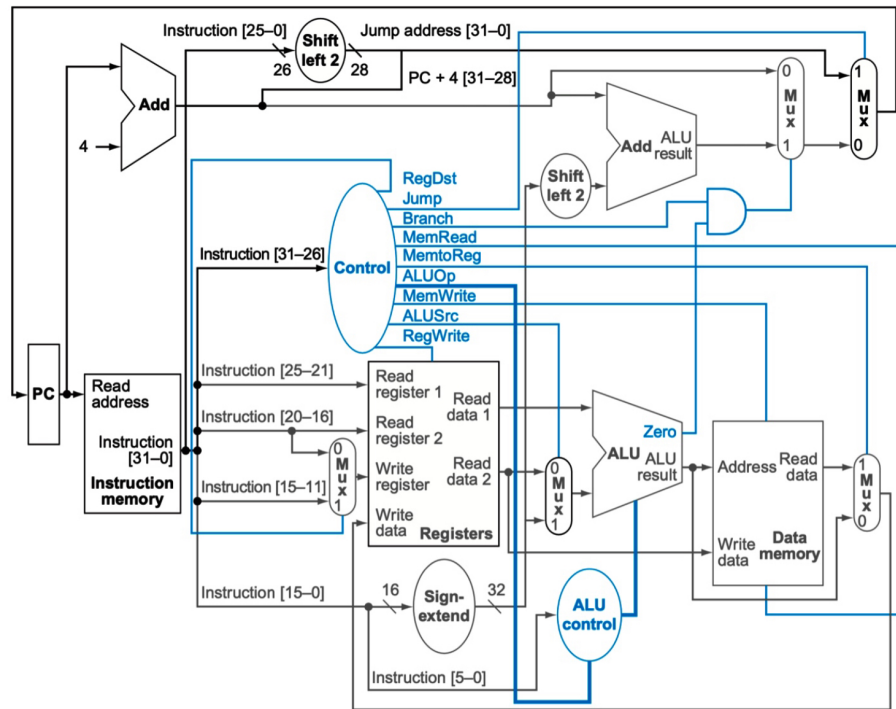 Instruction [25–0]
Shift
left 2
Jump address [31–0]
26
28
PC + 4 [31–28]
Add
4
0
M
u
x
1
1
M
u
x
0
Add
ALU
result
Shift
left 2
RegDst
Jump
Branch
MemRead
MemtoReg
ALUOp
MemWrite
ALUSrc
RegWrite
Instruction [31–26]
Control
PC
Read
address
Instruction
[31–0]
Instruction
memory
Instruction [25–21]
Instruction [20–16]
Instruction [15–11]
0
M
u
x
1
Read
register 1
Read
register 2
Write
register
Write
data
Read
data 1
Read
data 2
Registers
0
M
u
x
1
Zero
ALU
ALU
result
Address
Read
data
Write
data
Data
memory
1
M
u
x
0
Instruction [15–0]
16
Sign-
extend
32
ALU
control
Instruction [5–0]